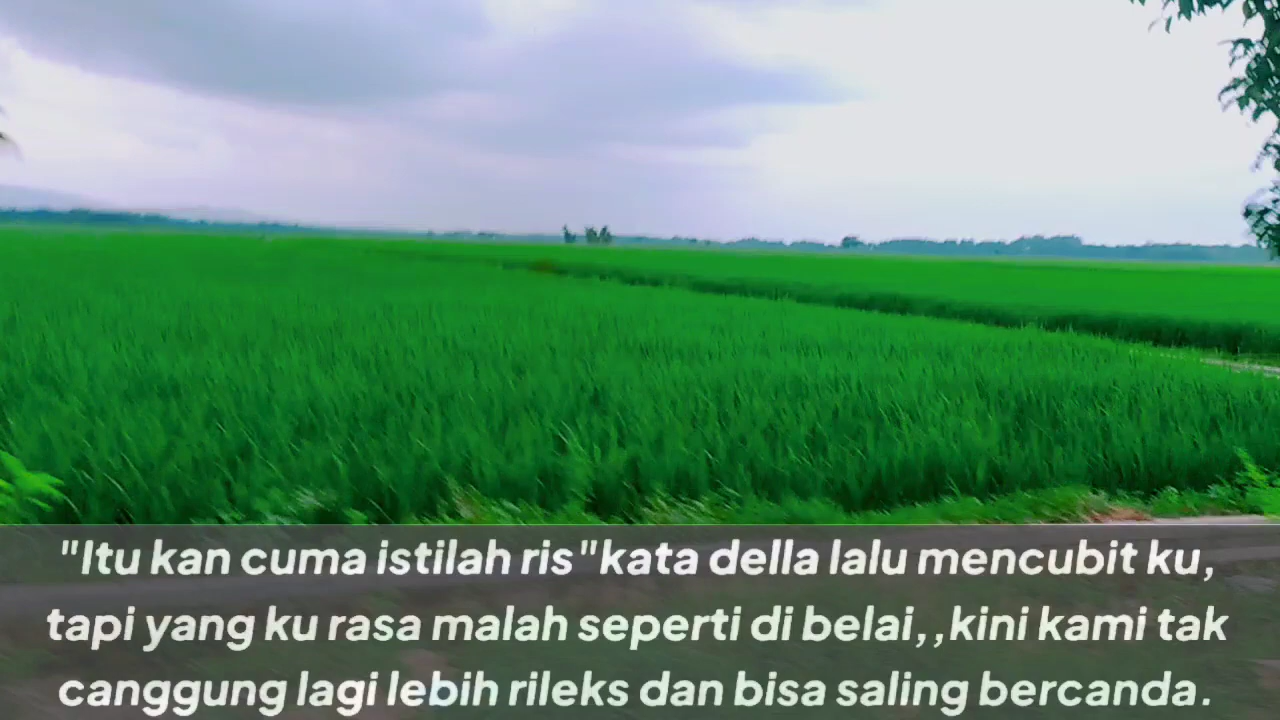 "Itu kan cuma istilah ris"kata della lalu mencubit ku,
tapi yang ku rasa malah seperti di belai,,kini kami tak
canggung lagi lebih rileks dan bisa saling bercanda.